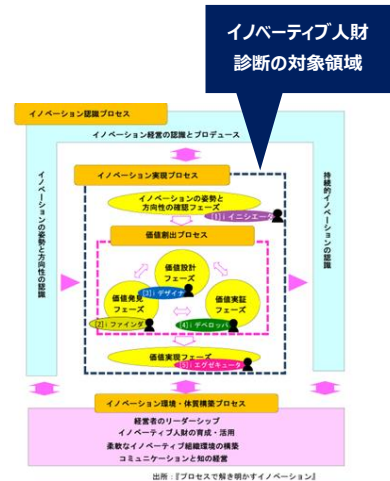 イノベーティブ人財
診断の対象領域
イノベーション認識プロセス
イノベーション経営の認識とプロデュース
イノベーションの姿勢と方向性の認識
持続的イノベーションの認識
イノベーション実現プロセス
イノベーションの姿勢と
方向性の確認フェーズ
[1]i イニシエータ
価値創出プロセス
価値設計
フェーズ
[3]i デザイナ
価値発見
フェーズ
[2]i ファインダ
価値実証
フェーズ
[4]i デベロッパ
価値実現フェーズ
[5]i エグゼキュータ
イノベーション環境・体質構築プロセス
経営者のリーダーシップ
イノベーティブ人財の育成・活用
柔軟なイノベーティブ組織環境の構築
コミュニケーションと知の経営
出所：『プロセスで解き明かすイノベーション』